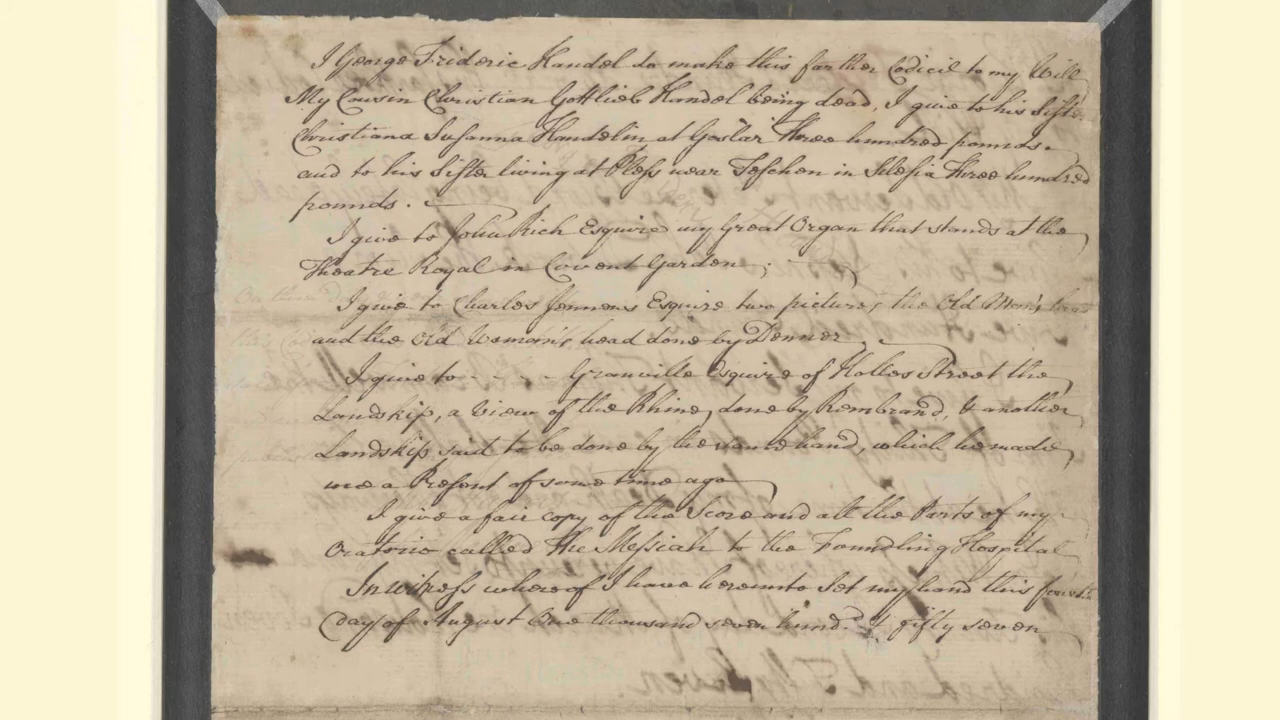 I George Frideric Handel do make this farther Codicil to my Will
My Cousin Christian Gottlieb Handel being dead, I give to his Sister
Christiana Susanna Handelin at Goslar Three hundred pounds.
and to his Sister living at Pless near Teschen in Silesia Three hundred
pounds.
I give to John Rich Esquire my Great Organ that stands at the
Theatre Royal in Covent Garden;
I give to Charles Jennens Esquire two pictures the Old Man's head
and the Old Woman's head done by Denner
I give to - - - - Granville Esquire of Holles Street the
Landskip, a View of the Rhine, done by Rembrand, & another
Landskip said to be done by the same hand, which he made
me a Present of some time ago
I give a fair copy of the Score and all the Parts of my
Oratorio called The Messiah to the Foundling Hospital
In witness whereof I have hereunto Set my hand this fourth
day of August One thousand seven hund.d & fifty seven